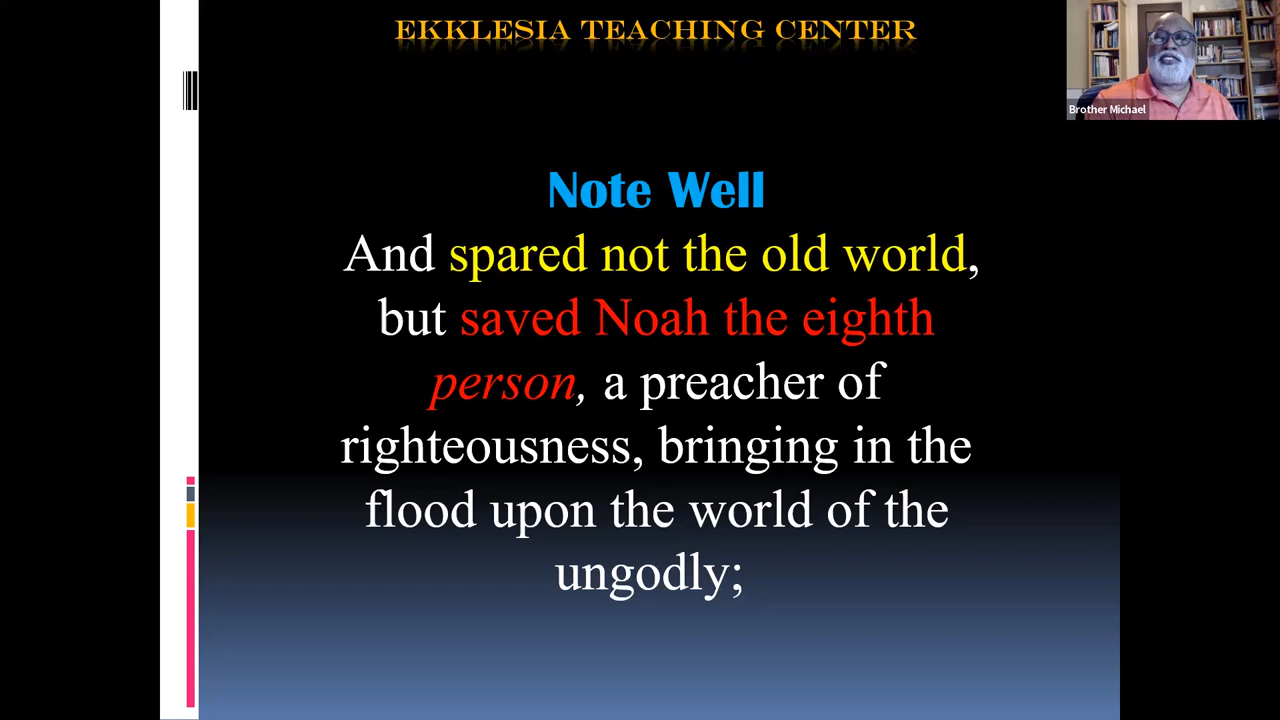 EKKLESIA TEACHING CENTER
Brother Michael
Note Well
And spared not the old world,
but saved Noah the eighth
person, a preacher of
righteousness, bringing in the
flood upon the world of the
ungodly;